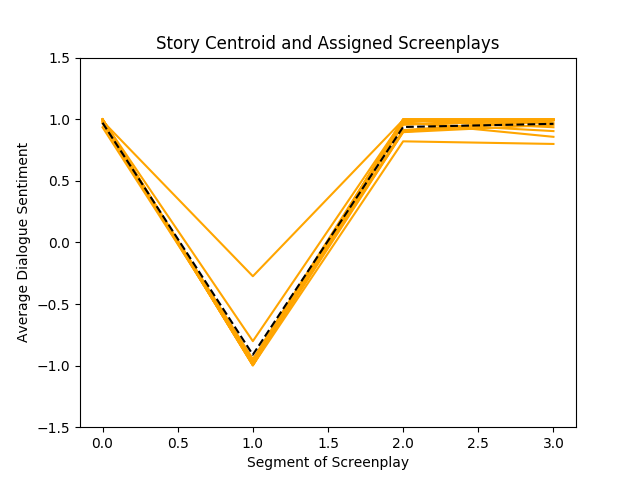 Story Centroid and Assigned Screenplays
Average Dialogue Sentiment
1.5
1.0
0.5
0.0
−0.5
−1.0
−1.5
0.0 0.5 1.0 1.5 2.0 2.5 3.0
Segment of Screenplay